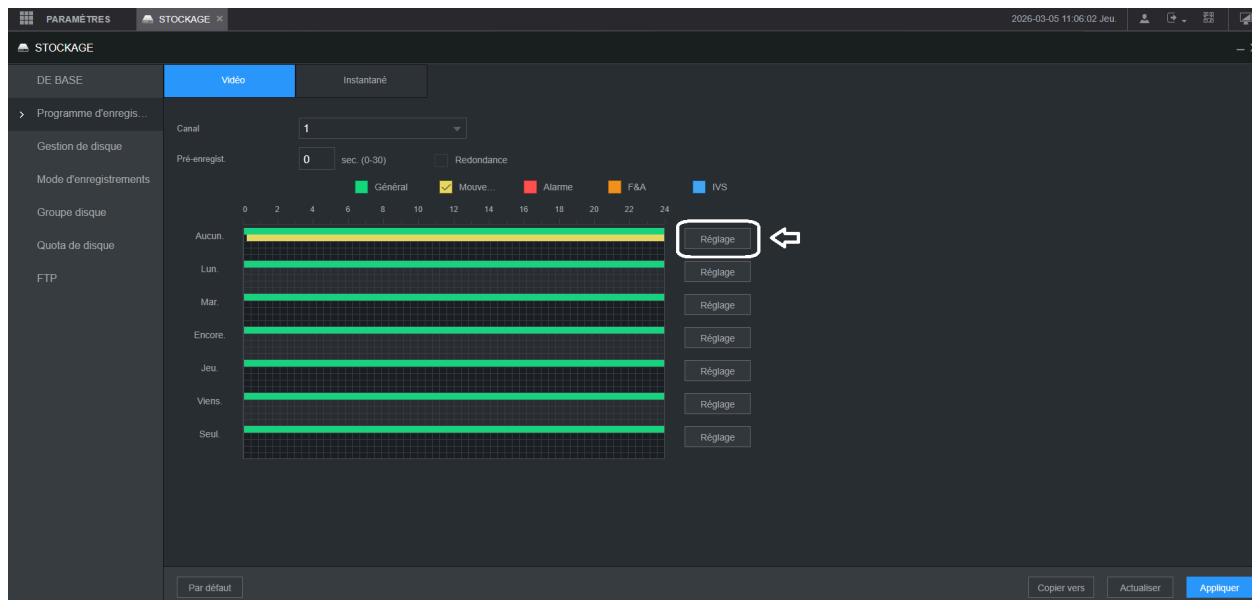 PARAMÉTRES STOCKAGE × 2026-03-05 11:06:02 Jeu.
STOCKAGE
DE BASE
Programme d'enregis...
Gestion de disque
Mode d'enregistrements
Groupe disque
Quota de disque
FTP
Vidéo Instantané
Canal 1
Pré-enregist. 0 sec. (0-30) Redondance
Général Mouve... Alarme F&A IVS
0 2 4 6 8 10 12 14 16 18 20 22 24
Aucun. Réglage
Lun. Réglage
Mar. Réglage
Encore. Réglage
Jeu. Réglage
Viens. Réglage
Seul. Réglage
Par défaut Copier vers Actualiser Appliquer